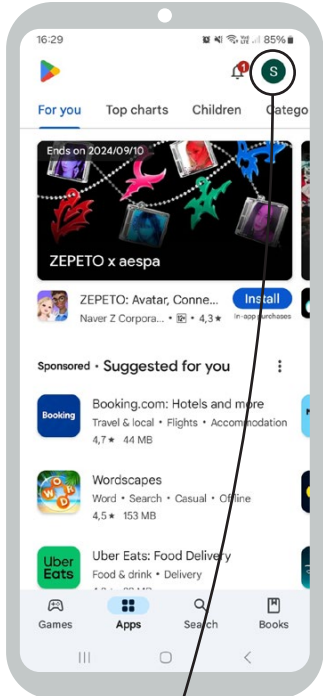 16:29
85%
1
S
For you Top charts Children Catego
Ends on 2024/09/10
ZEPETO x aespa
ZEPETO: Avatar, Conne... Install
Naver Z Corpora... • 4,3★ In-app purchases
Sponsored • Suggested for you
Booking
Booking.com: Hotels and more
Travel & local • Flights • Accommodation
4,7★ 44 MB
WORD
Wordscapes
Word • Search • Casual • Offline
4,5★ 153 MB
Uber Eats
Uber Eats: Food Delivery
Food & drink • Delivery
Games Apps Search Books